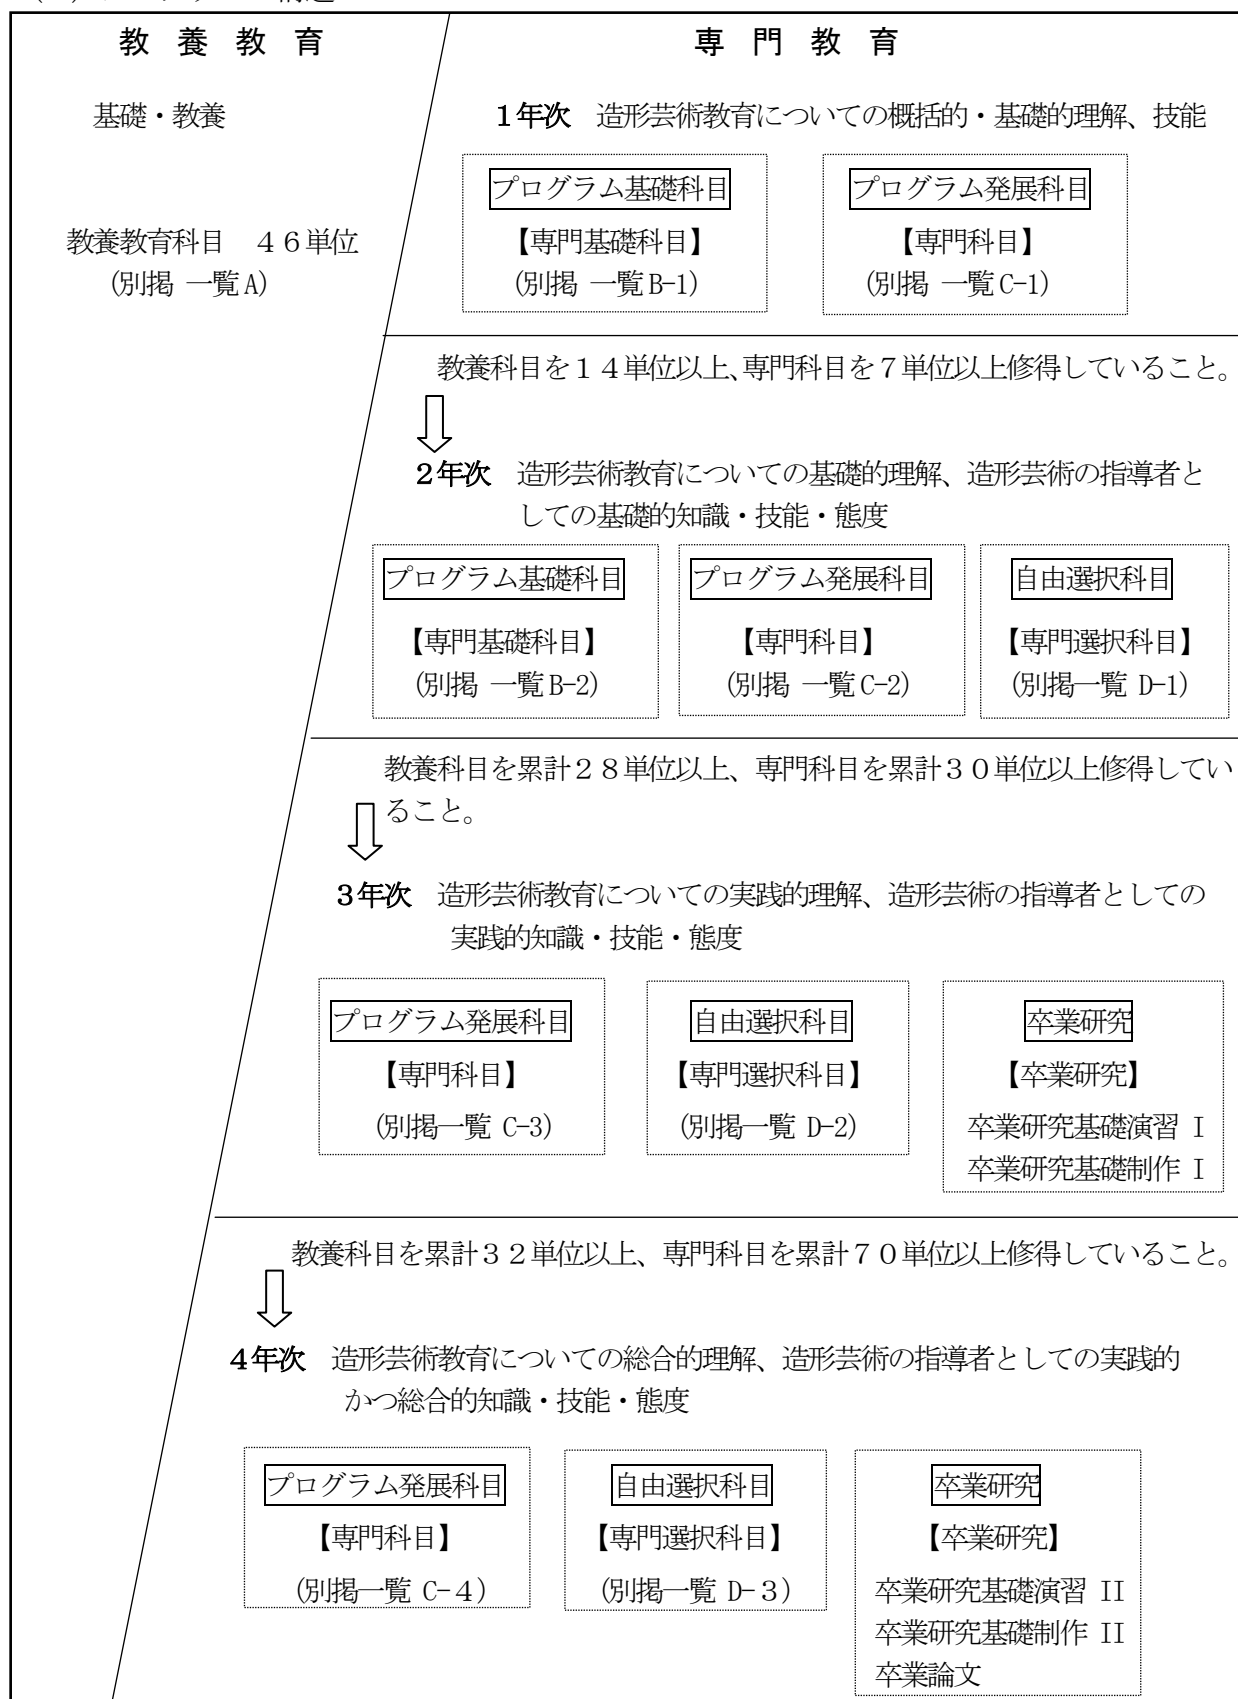 教 養 教 育
専 門 教 育
基礎・教養
1年次 造形芸術教育についての概括的・基礎的理解、技能
プログラム基礎科目
プログラム発展科目
教養教育科目 46単位
(別掲 一覧A)
【専門基礎科目】
(別掲 一覧B-1)
【専門科目】
(別掲 一覧C-1)
教養科目を14単位以上、専門科目を7単位以上修得していること。
2年次 造形芸術教育についての基礎的理解、造形芸術の指導者と
しての基礎的知識・技能・態度
プログラム基礎科目
【専門基礎科目】
(別掲 一覧B-2)
プログラム発展科目
【専門科目】
(別掲 一覧C-2)
自由選択科目
【専門選択科目】
(別掲一覧 D-1)
教養科目を累計28単位以上、専門科目を累計30単位以上修得してい
ること。
3年次 造形芸術教育についての実践的理解、造形芸術の指導者としての
実践的知識・技能・態度
プログラム発展科目
【専門科目】
(別掲一覧 C-3)
自由選択科目
【専門選択科目】
(別掲一覧 D-2)
卒業研究
【卒業研究】
卒業研究基礎演習 I
卒業研究基礎制作 I
教養科目を累計32単位以上、専門科目を累計70単位以上修得していること。
4年次 造形芸術教育についての総合的理解、造形芸術の指導者としての実践的
かつ総合的知識・技能・態度
プログラム発展科目
【専門科目】
(別掲一覧 C-4)
自由選択科目
【専門選択科目】
(別掲一覧 D-3)
卒業研究
【卒業研究】
卒業研究基礎演習 II
卒業研究基礎制作 II
卒業論文